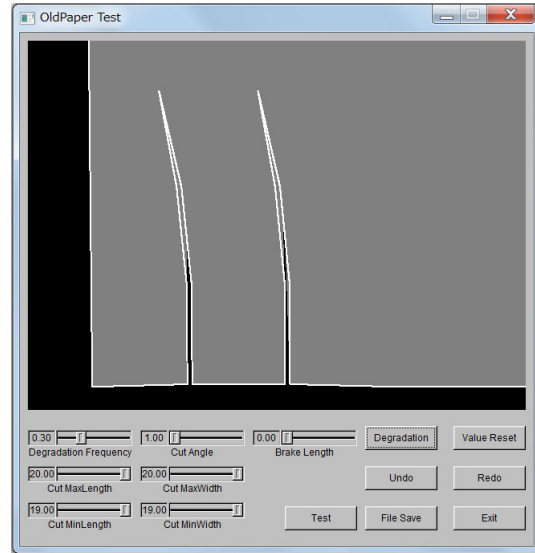 OldPaper Test
0.30 1.00 0.00 Degradation Value Reset
Degradation Frequency Cut Angle Brake Length
20.00 20.00 Undo Redo
Cut MaxLength Cut MaxWidth
19.00 19.00 Test File Save Exit
Cut MinLength Cut MinWidth